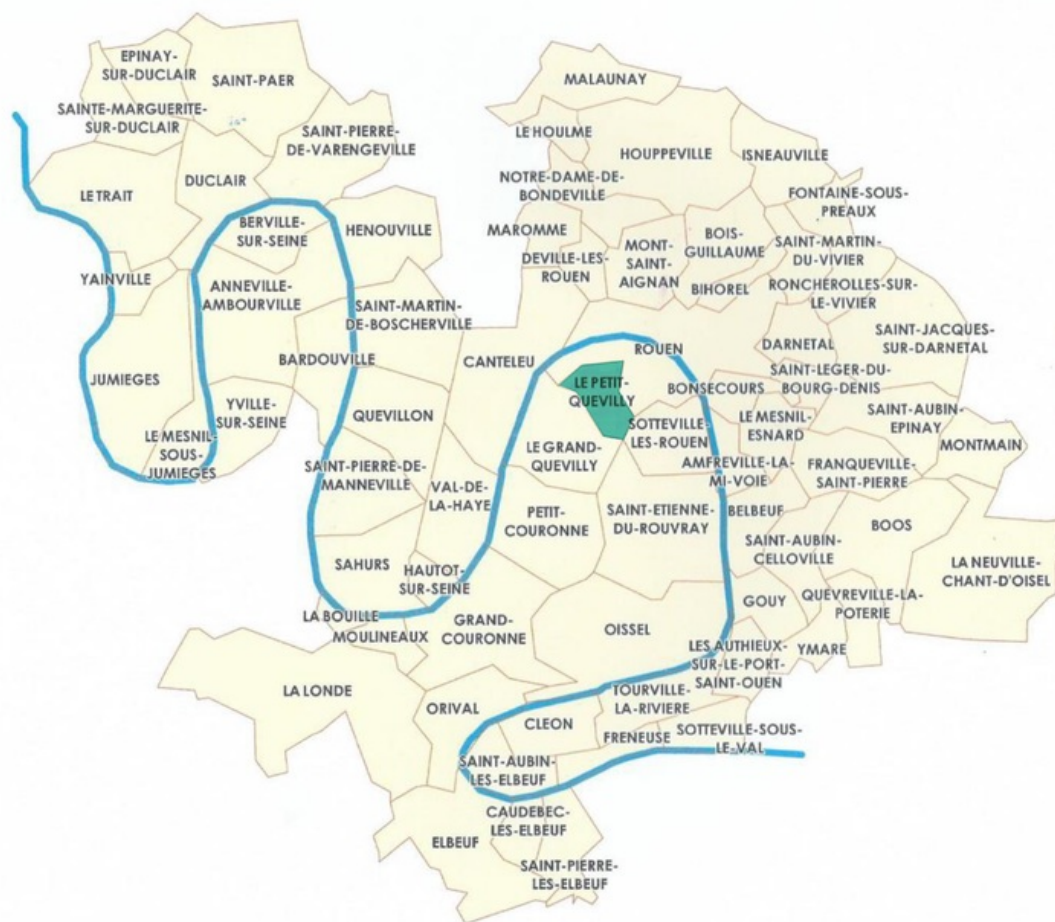 EPINAY-
SUR-DUCLAIR
SAINT-PAER
MALAUNAY
SAINTE-MARGUERITE-
SUR-DUCLAIR
SAINT-PIERRE-
DE-VARENGEVILLE
LE HOULME
HOUPPEVILLE
ISNEAUVILLE
LE TRAIT
DUCLAIR
NOTRE-DAME-DE-
BONDEVILLE
FONTAINE-SOUS-
PREAUX
BERVILLE-
SUR-SEINE
HENOUVILLE
MAROMME
MONT-
SAINT-
AIGNAN
BOIS-
GUILLAUME
SAINT-MARTIN-
DU-VIVIER
DEVILLE-LES-
ROUEN
YAINVILLE
ANNEVILLE-
AMBOURVILLE
BIHOREL
RONCHEROLLES-SUR-
LE-VIVIER
SAINT-MARTIN-
DE-BOSCHERVILLE
SAINT-JACQUES-
SUR-DARNETAL
BARDOUVILLE
CANTELEU
ROUEN
DARNETAL
JUMIEGES
LE PETIT-
QUEVILLY
BONSECOURS
SAINT-LEGER-DU-
BOURG-DENIS
YVILLE-
SUR-SEINE
QUEVILLON
SOTTEVILLE-
LES-ROUEN
LE MESNIL-
ESNARD
SAINT-AUBIN-
EPINAY
MONTMAIN
LE MESNIL-
SOUS-
JUMIEGES
LE GRAND-
QUEVILLY
SAINT-PIERRE-DE-
MANNEVILLE
VAL-DE-
LA-HAYE
AMFREVILLE-LA-
MI-VOIE
FRANQUEVILLE-
SAINT-PIERRE
PETIT-
COURONNE
SAINT-ETIENNE-
DU-ROUVRAY
BELBEUF
BOOS
SAINT-AUBIN-
CELLOVILLE
SAHURS
HAUTOT-
SUR-SEINE
LA NEUVILLE-
CHANT-D'OISEL
GOUY
QUEVREVILLE-LA-
POTERIE
LA BOUILLE
MOULINEAUX
GRAND-
COURONNE
OISSEL
LES AUTHIEUX-
SUR-LE-PORT-
SAINT-OUEN
YMARE
LA LONDE
ORIVAL
CLEON
TOURVILLE-
LA-RIVIERE
FRENEUSE
SOTTEVILLE-SOUS-
LE-VAL
SAINT-AUBIN-
LES-ELBEUF
ELBEUF
CAUDEBEC-
LES-ELBEUF
SAINT-PIERRE-
LES-ELBEUF